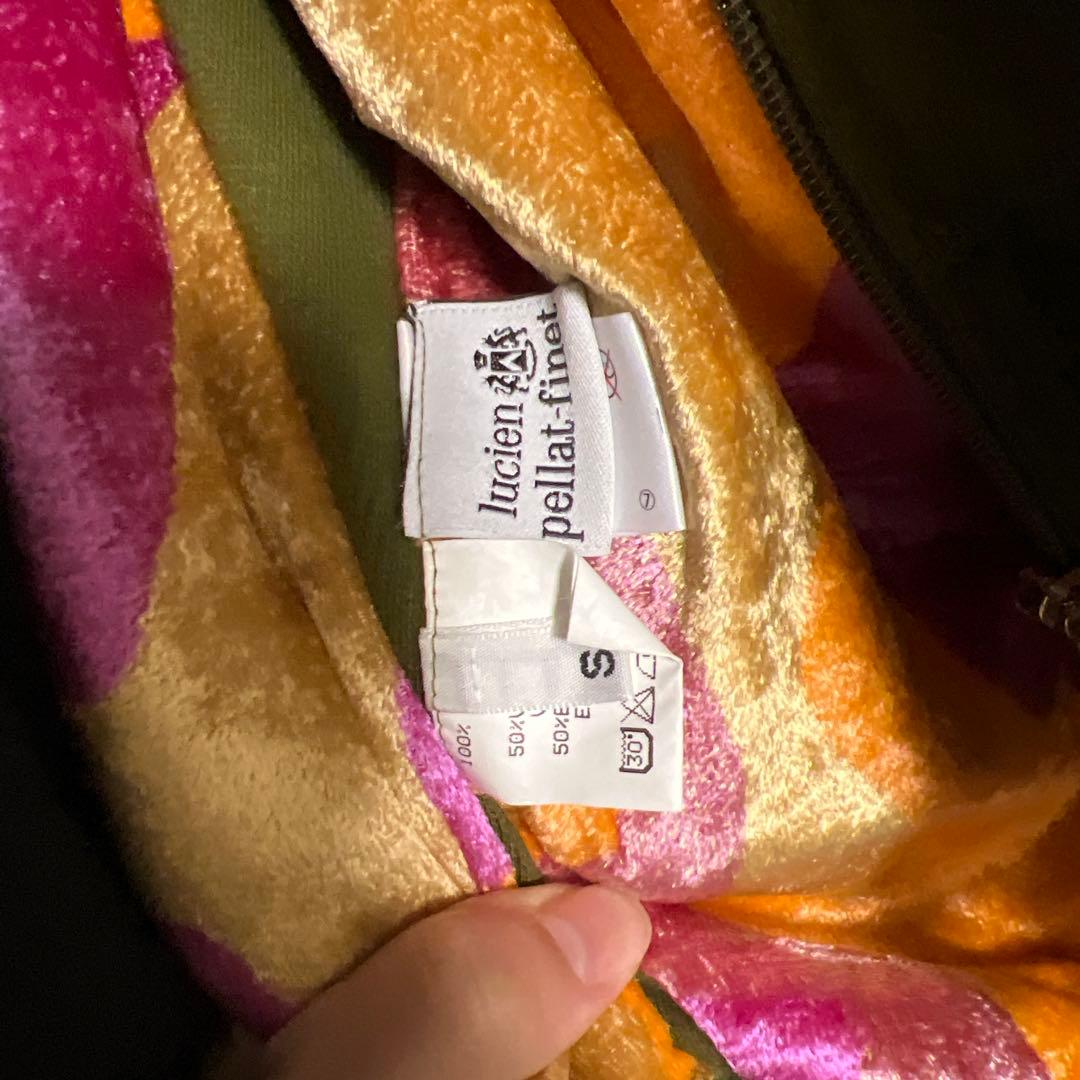 lucien
pellat-finet
7
S
100%
50%
50%E
E
30°